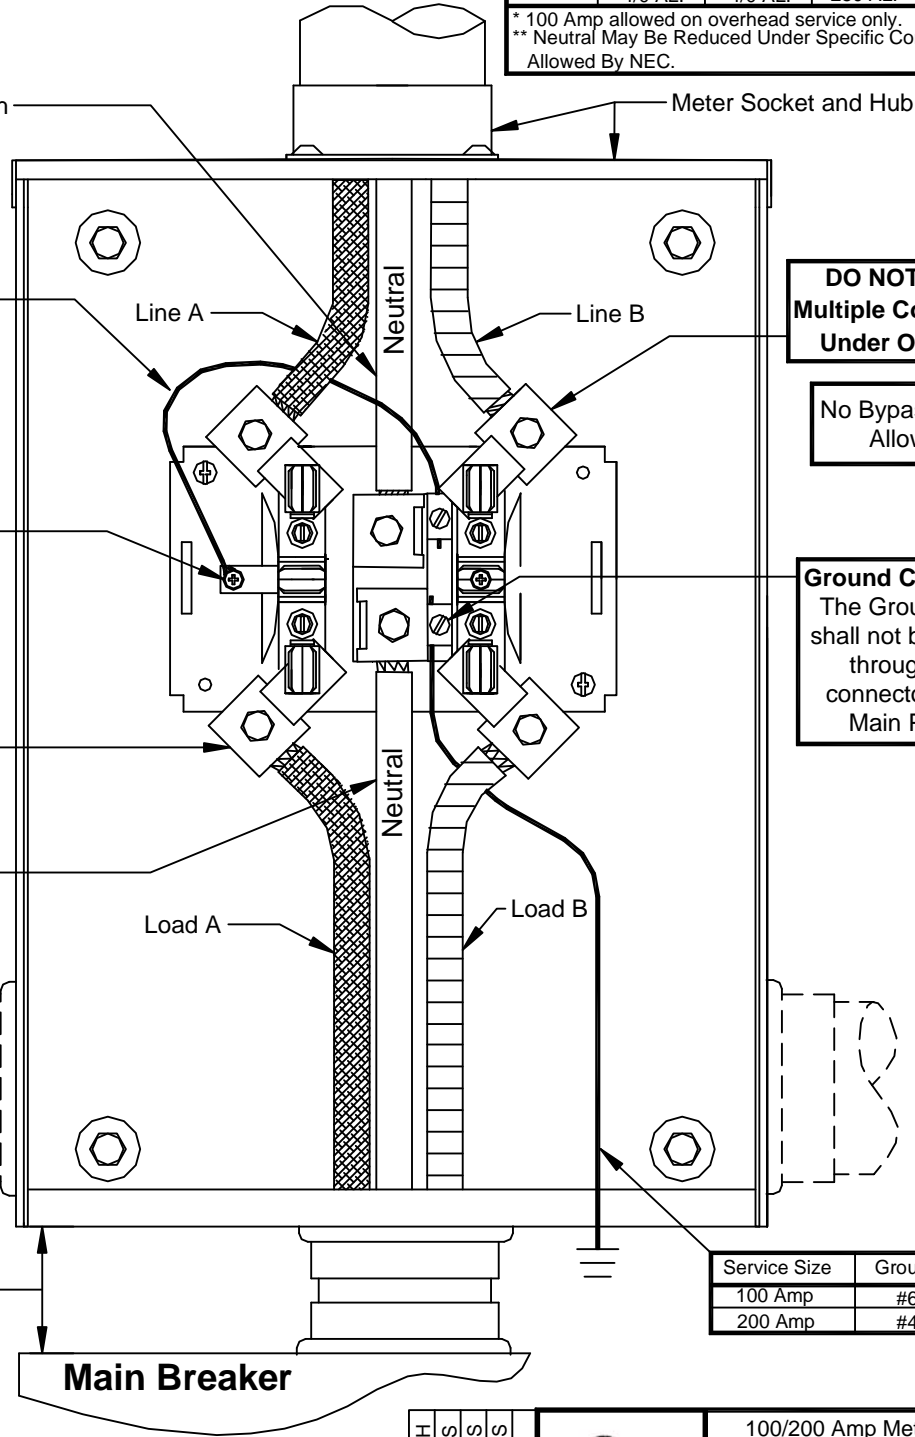 * 100 Amp allowed on overhead service only.
** Neutral May Be Reduced Under Specific Co
Allowed By NEC.
Meter Socket and Hub
Line A
Neutral
Line B
DO NOT
Multiple Co
Under O
No Bypa
Allow
Ground C
The Grou
shall not b
throug
connecto
Main
Neutral
Load A
Load B
Service Size Grou
100 Amp #6
200 Amp #4
Main Breaker
H
S
S
S
100/200 Amp Met